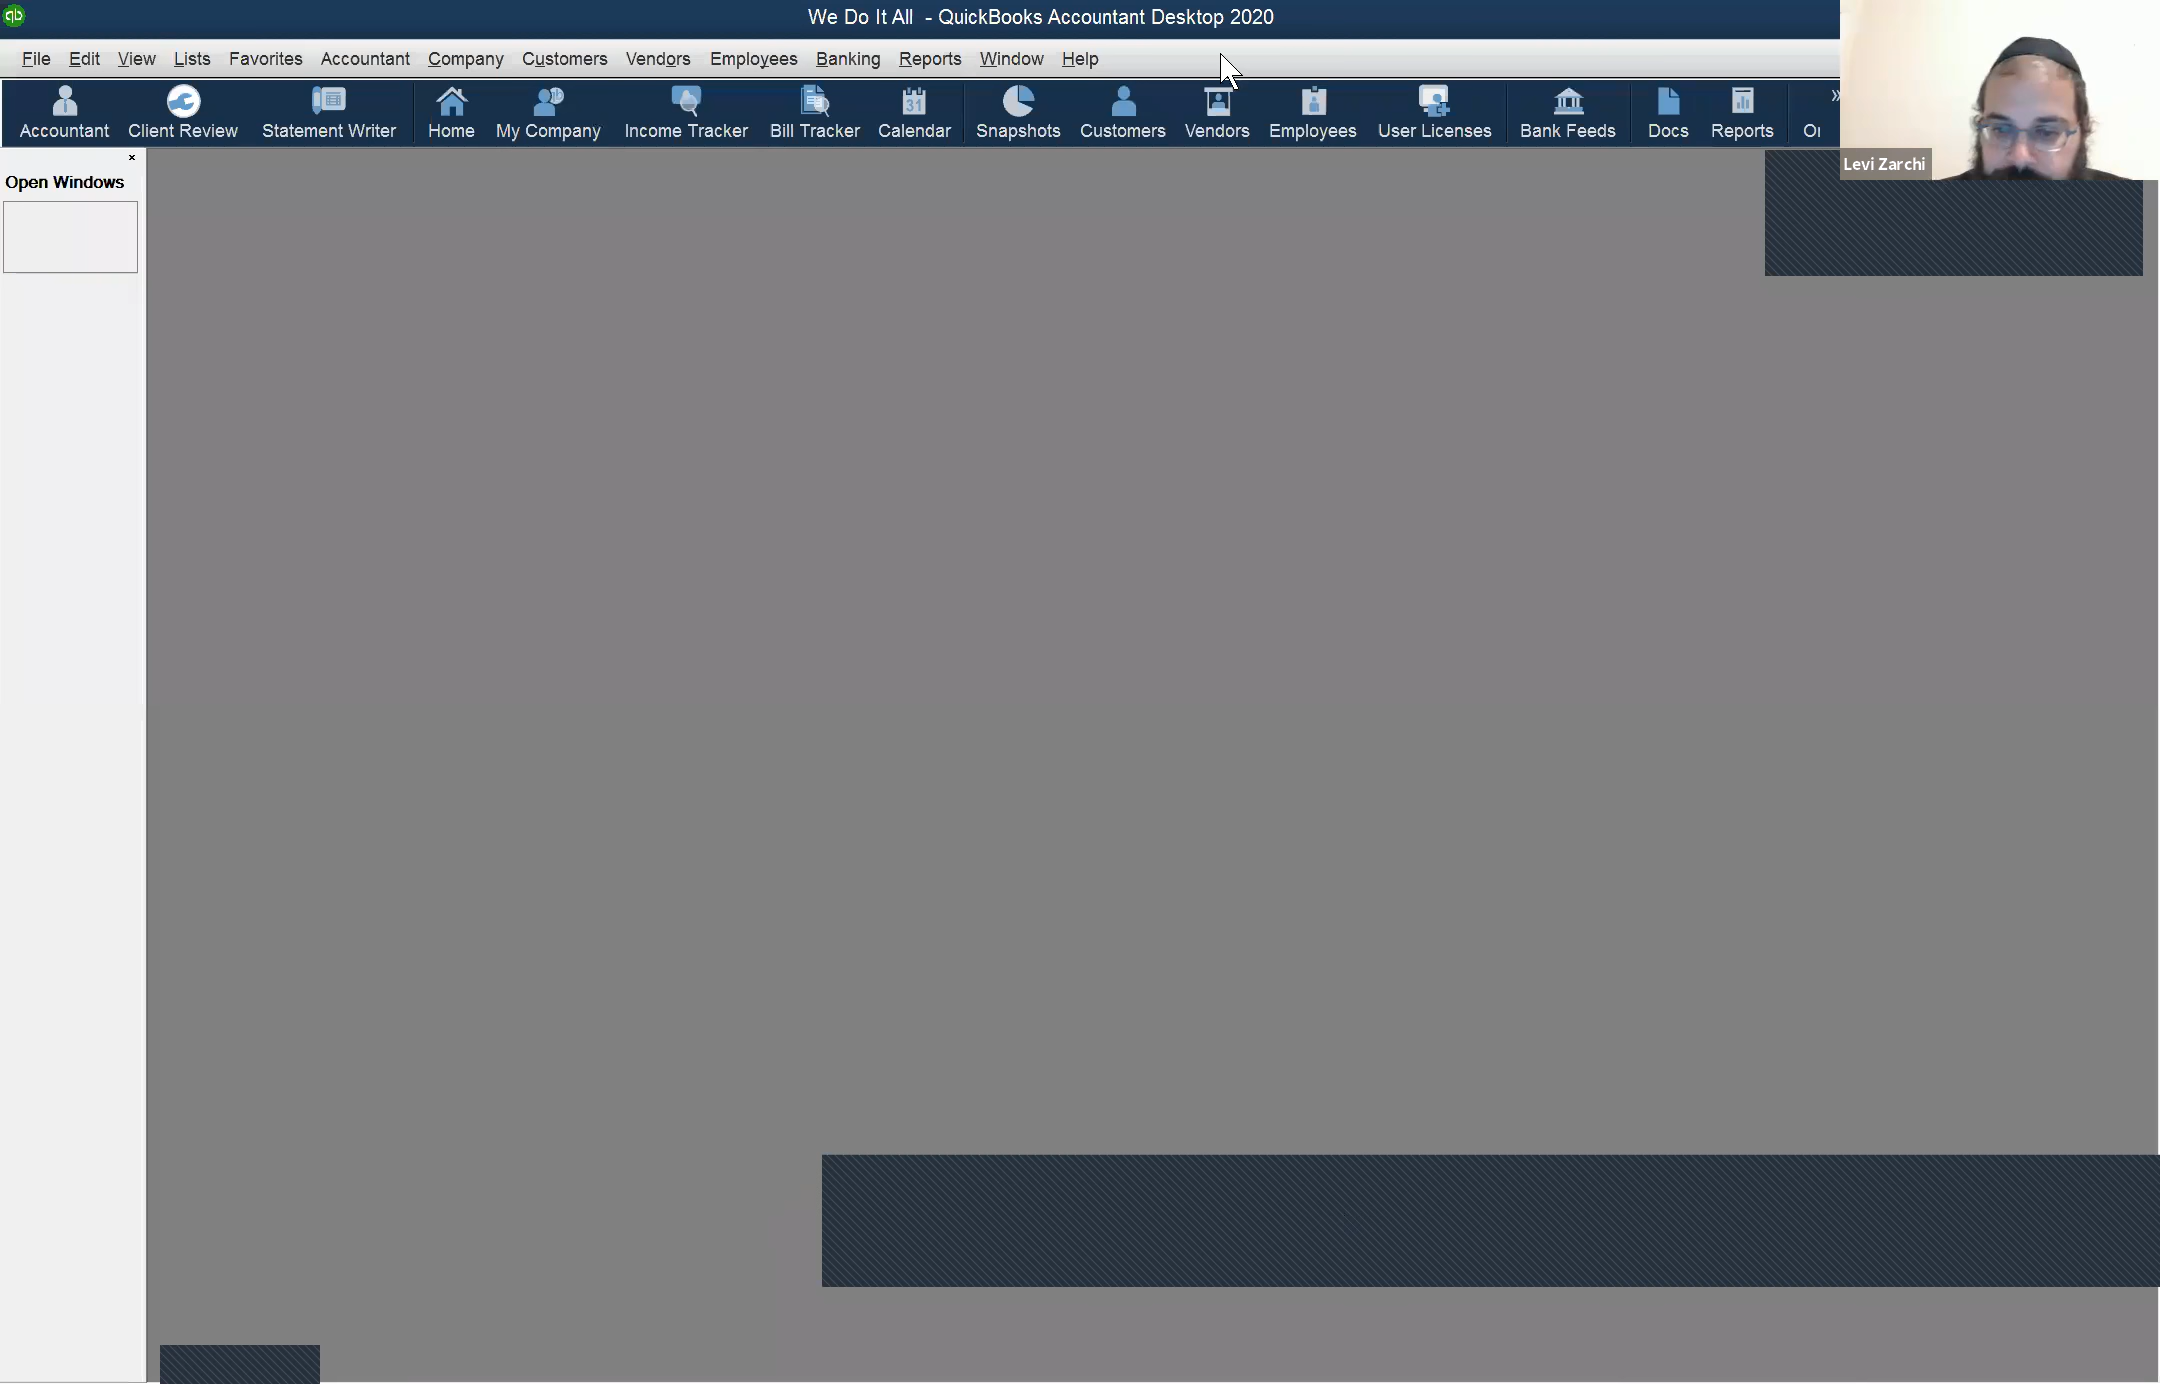 We Do It All - QuickBooks Accountant Desktop 2020
File Edit View Lists Favorites Accountant Company Customers Vendors Employees Banking Reports Window Help
Accountant Client Review Statement Writer Home My Company Income Tracker Bill Tracker Calendar Snapshots Customers Vendors Employees User Licenses Bank Feeds Docs Reports
31
Levi Zarchi
Open Windows